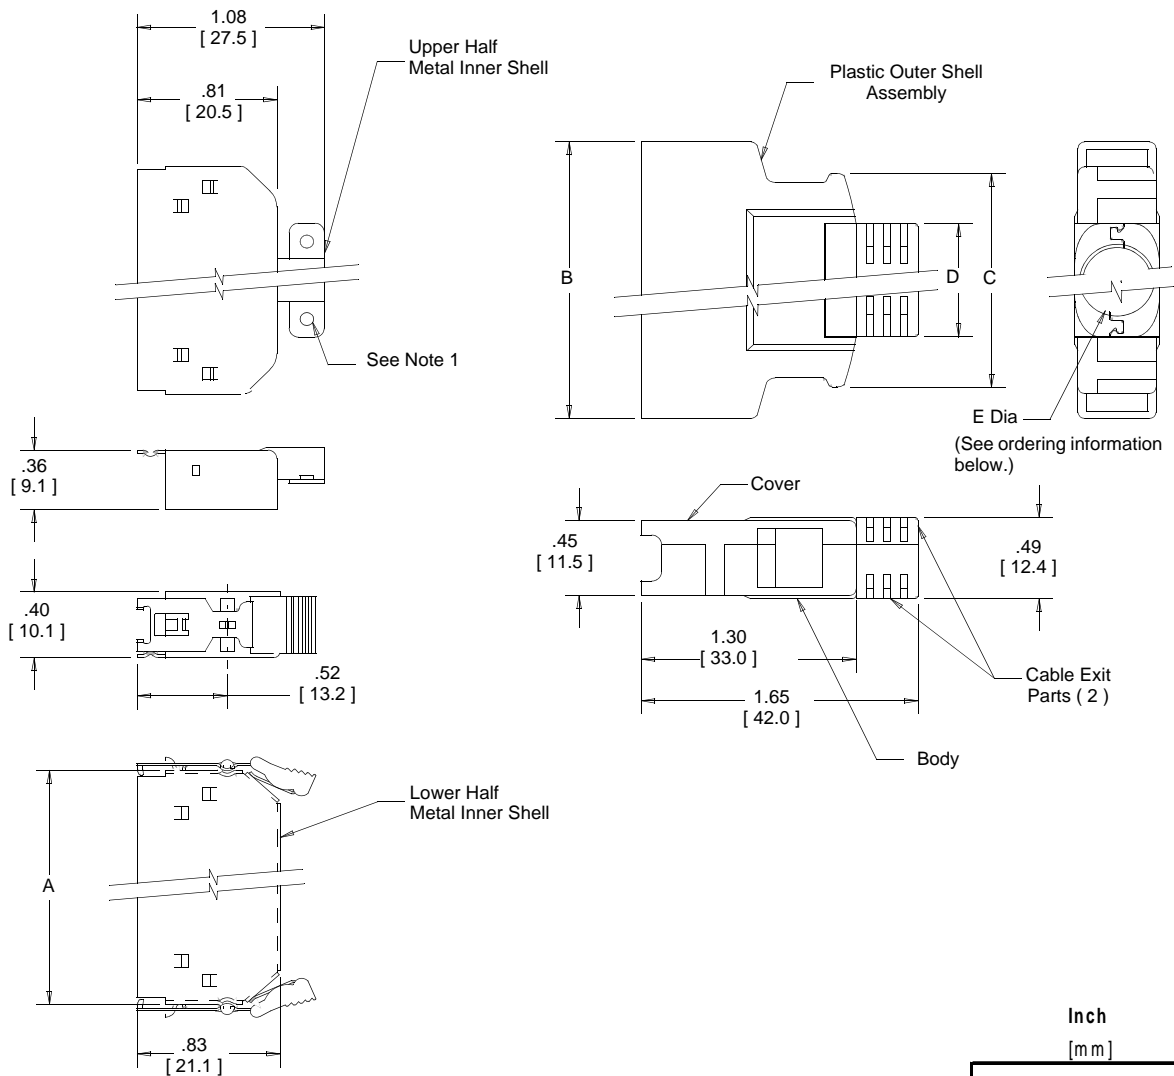 1.08
[ 27.5 ]
.81
[ 20.5 ]
Upper Half
Metal Inner Shell
See Note 1
.36
[ 9.1 ]
.40
[ 10.1 ]
.52
[ 13.2 ]
A
Lower Half
Metal Inner Shell
.83
[ 21.1 ]
Plastic Outer Shell
Assembly
B
D
C
E Dia
(See ordering information
below.)
Cover
.45
[ 11.5 ]
.49
[ 12.4 ]
1.30
[ 33.0 ]
1.65
[ 42.0 ]
Cable Exit
Parts ( 2 )
Body
Inch
[mm]